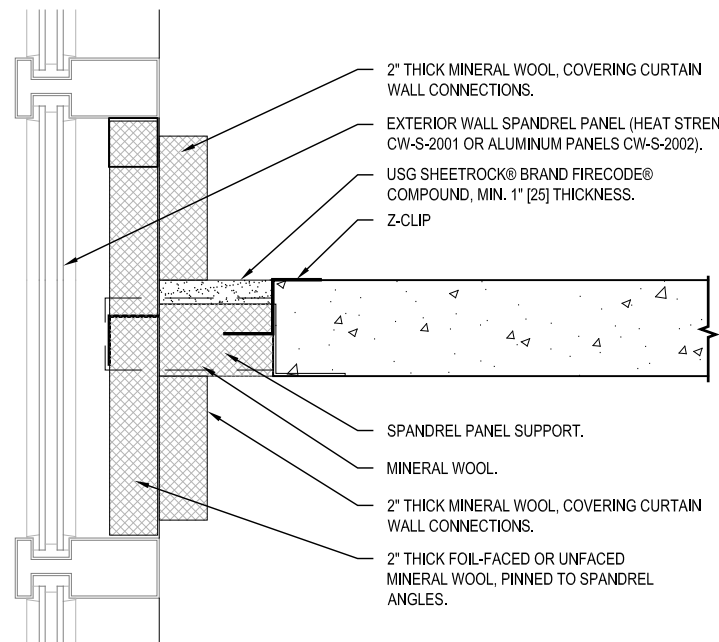 2" THICK MINERAL WOOL, COVERING CURTAIN
WALL CONNECTIONS.
EXTERIOR WALL SPANDREL PANEL (HEAT STREN
CW-S-2001 OR ALUMINUM PANELS CW-S-2002).
USG SHEETROCK® BRAND FIRECODE®
COMPOUND, MIN. 1" [25] THICKNESS.
Z-CLIP
SPANDREL PANEL SUPPORT.
MINERAL WOOL.
2" THICK MINERAL WOOL, COVERING CURTAIN
WALL CONNECTIONS.
2" THICK FOIL-FACED OR UNFACED
MINERAL WOOL, PINNED TO SPANDREL
ANGLES.